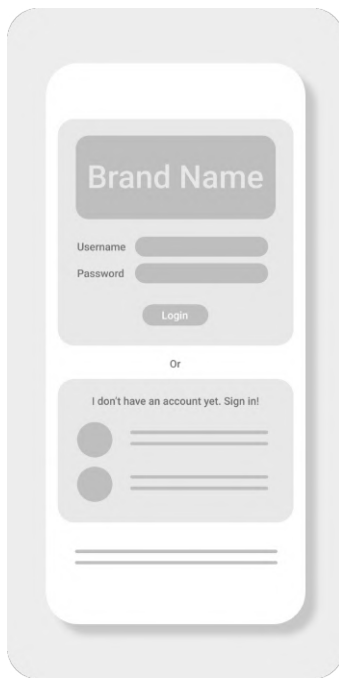 Brand Name
Username
Password
Login
Or
I don't have an account yet. Sign in!